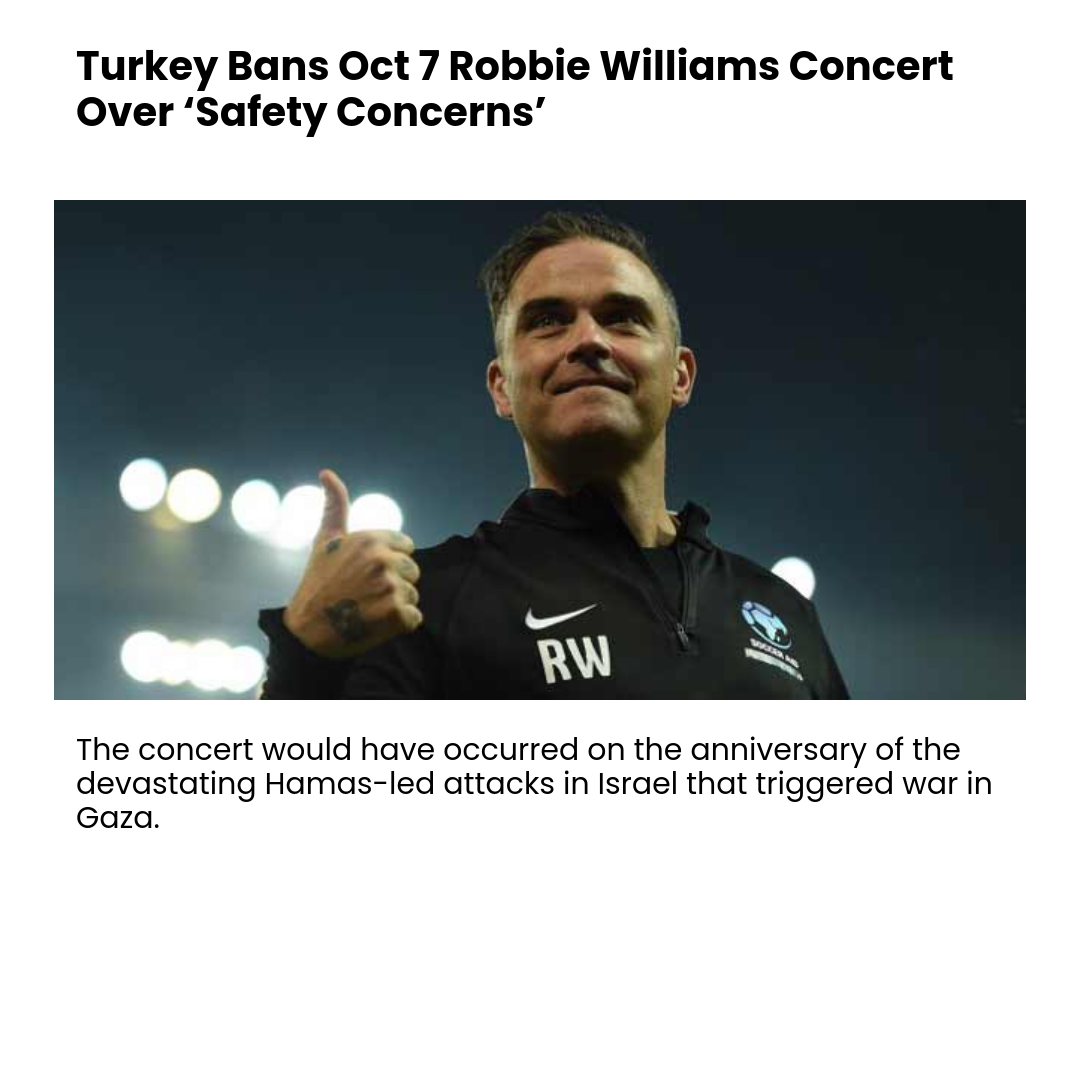 Turkey Bans Oct 7 Robbie Williams Concert
Over ‘Safety Concerns’
RW
SOCCER AID
The concert would have occurred on the anniversary of the
devastating Hamas-led attacks in Israel that triggered war in
Gaza.